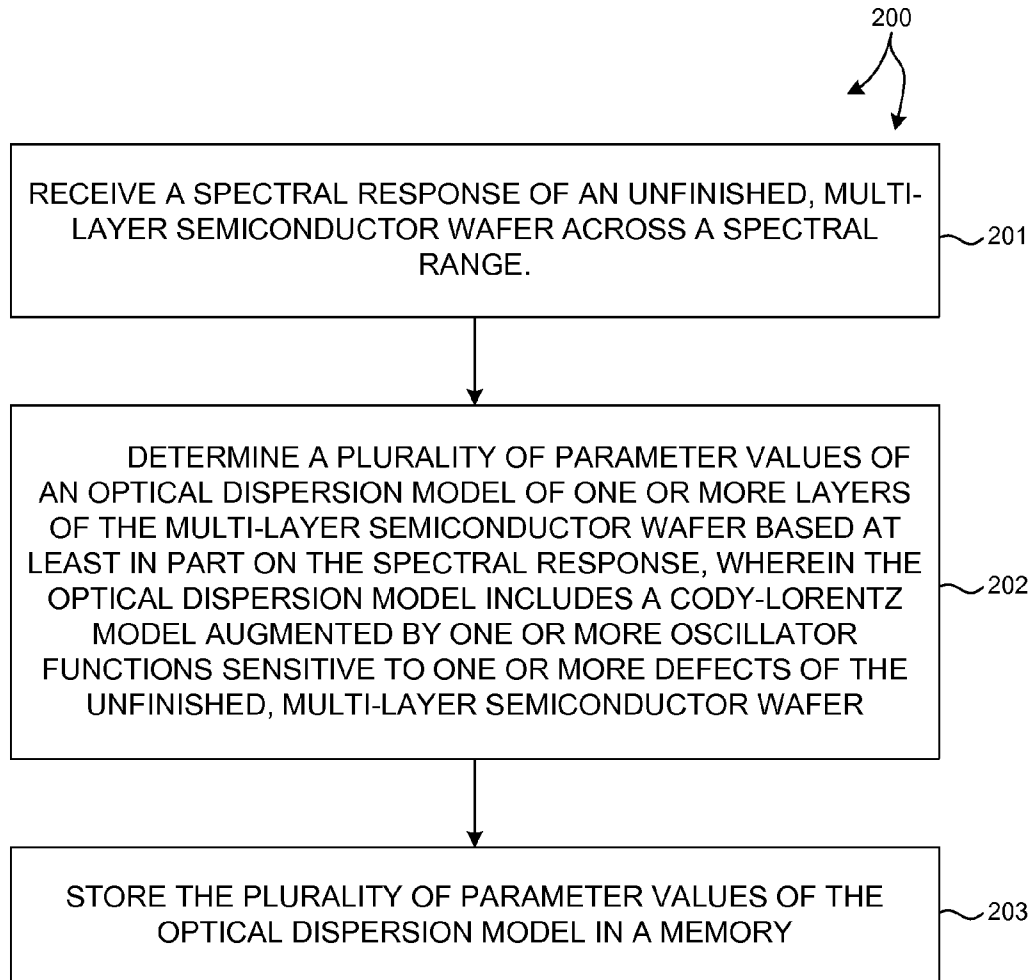 200
RECEIVE A SPECTRAL RESPONSE OF AN UNFINISHED, MULTI-
LAYER SEMICONDUCTOR WAFER ACROSS A SPECTRAL
RANGE.
201
DETERMINE A PLURALITY OF PARAMETER VALUES OF
AN OPTICAL DISPERSION MODEL OF ONE OR MORE LAYERS
OF THE MULTI-LAYER SEMICONDUCTOR WAFER BASED AT
LEAST IN PART ON THE SPECTRAL RESPONSE, WHEREIN THE
OPTICAL DISPERSION MODEL INCLUDES A CODY-LORENTZ
MODEL AUGMENTED BY ONE OR MORE OSCILLATOR
FUNCTIONS SENSITIVE TO ONE OR MORE DEFECTS OF THE
UNFINISHED, MULTI-LAYER SEMICONDUCTOR WAFER
202
STORE THE PLURALITY OF PARAMETER VALUES OF THE
OPTICAL DISPERSION MODEL IN A MEMORY
203